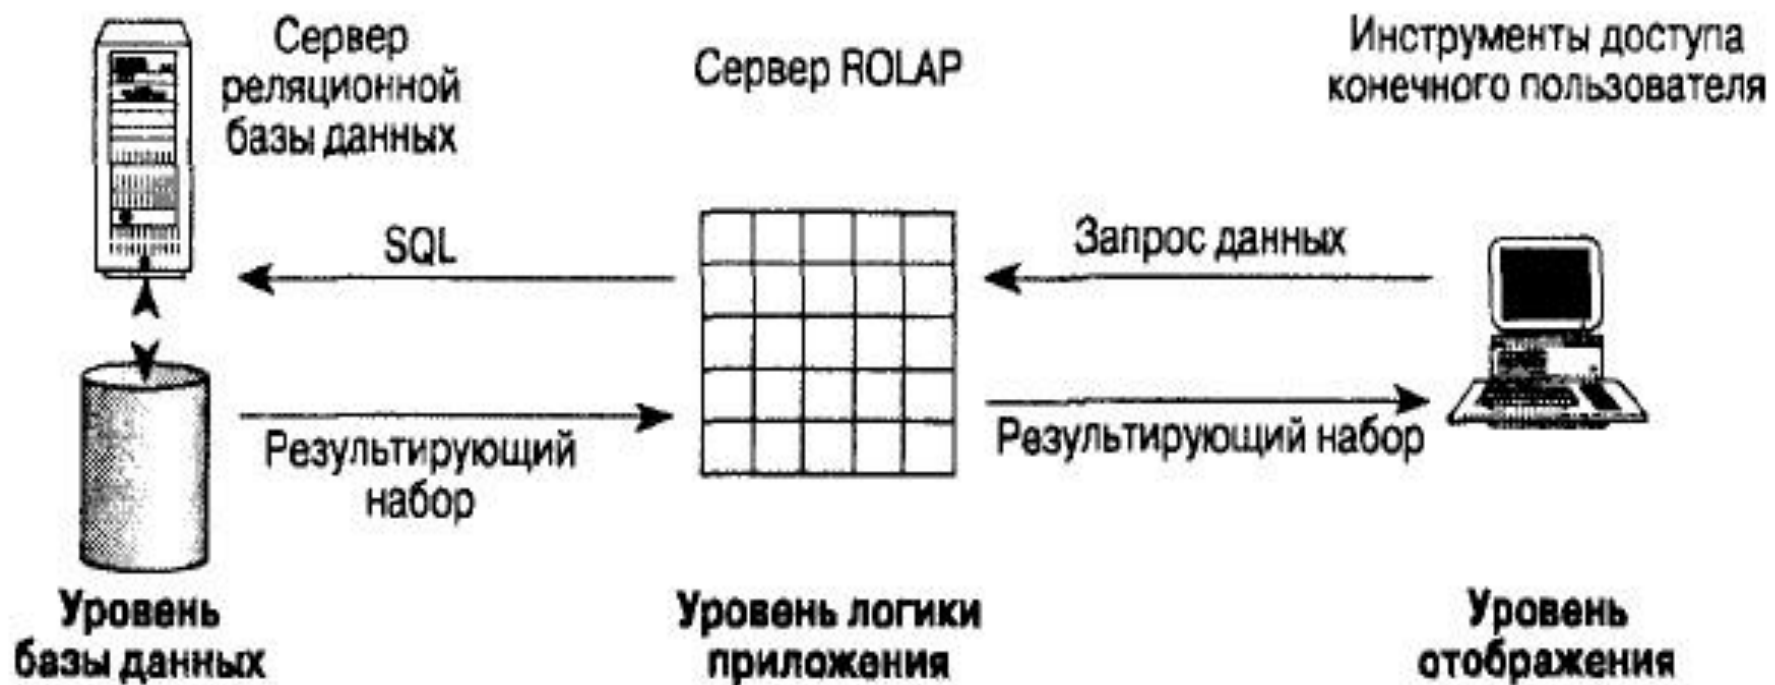 Сервер
реляционной
базы данных
Сервер ROLAP
Инструменты доступа
конечного пользователя
SQL
Запрос данных
Результирующий
набор
Результирующий набор
Уровень
базы данных
Уровень логики
приложения
Уровень
отображения